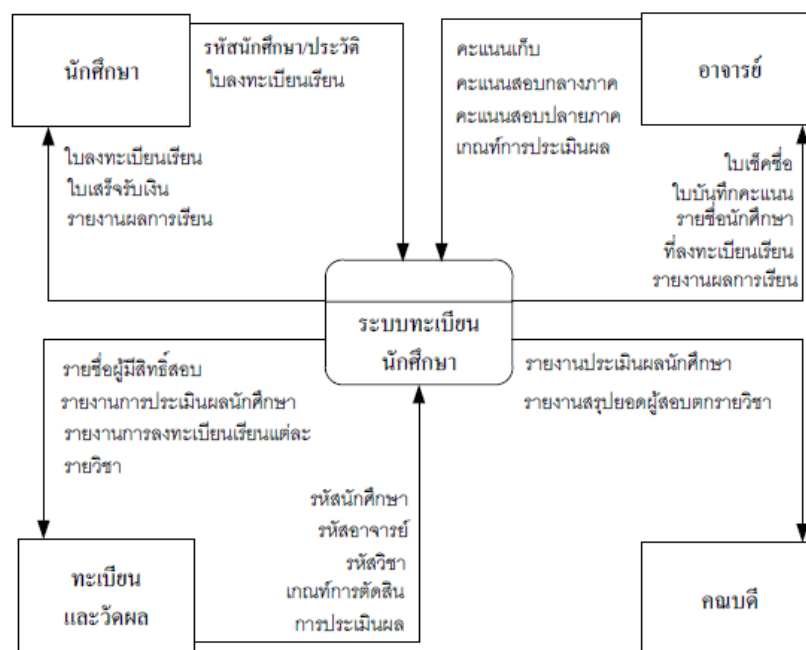 นักศึกษา
รหัสนักศึกษา/ประวัติ
ใบลงทะเบียนเรียน
คะแนนเก็บ
คะแนนสอบกลางภาค
คะแนนสอบปลายภาค
เกณท์การประเมินผล
อาจารย์
ใบลงทะเบียนเรียน
ใบเสร็จรับเงิน
รายงานผลการเรียน
ใบเช็คชื่อ
ใบบันทึกคะแนน
รายชื่อนักศึกษา
ที่ลงทะเบียนเรียน
รายงานผลการเรียน
ระบบทะเบียน
นักศึกษา
รายชื่อผู้มีสิทธิ์สอบ
รายงานการประเมินผลนักศึกษา
รายงานการลงทะเบียนเรียนแต่ละ
รายวิชา
รายงานประเมินผลนักศึกษา
รายงานสรุปยอดผู้สอบตกรายวิชา
รหัสนักศึกษา
รหัสอาจารย์
รหัสวิชา
เกณท์การตัดสิน
การประเมินผล
ทะเบียน
และวัดผล
คณบดี